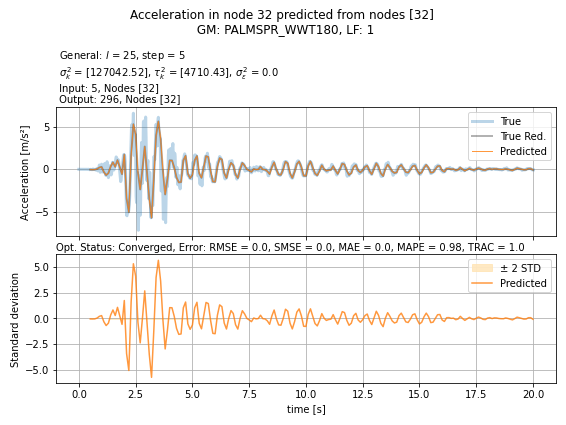 Acceleration in node 32 predicted from nodes [32]
GM: PALMSPR_WWT180, LF: 1
General: l = 25, step = 5
σ²ₖ = [127042.52], τ²ₖ = [4710.43], σ²ε = 0.0
Input: 5, Nodes [32]
Output: 296, Nodes [32]
Acceleration [m/s²]
5
0
−5
True
True Red.
Predicted
Opt. Status: Converged, Error: RMSE = 0.0, SMSE = 0.0, MAE = 0.0, MAPE = 0.98, TRAC = 1.0
Standard deviation
5.0
2.5
0.0
−2.5
−5.0
± 2 STD
Predicted
0.0 2.5 5.0 7.5 10.0 12.5 15.0 17.5 20.0
time [s]